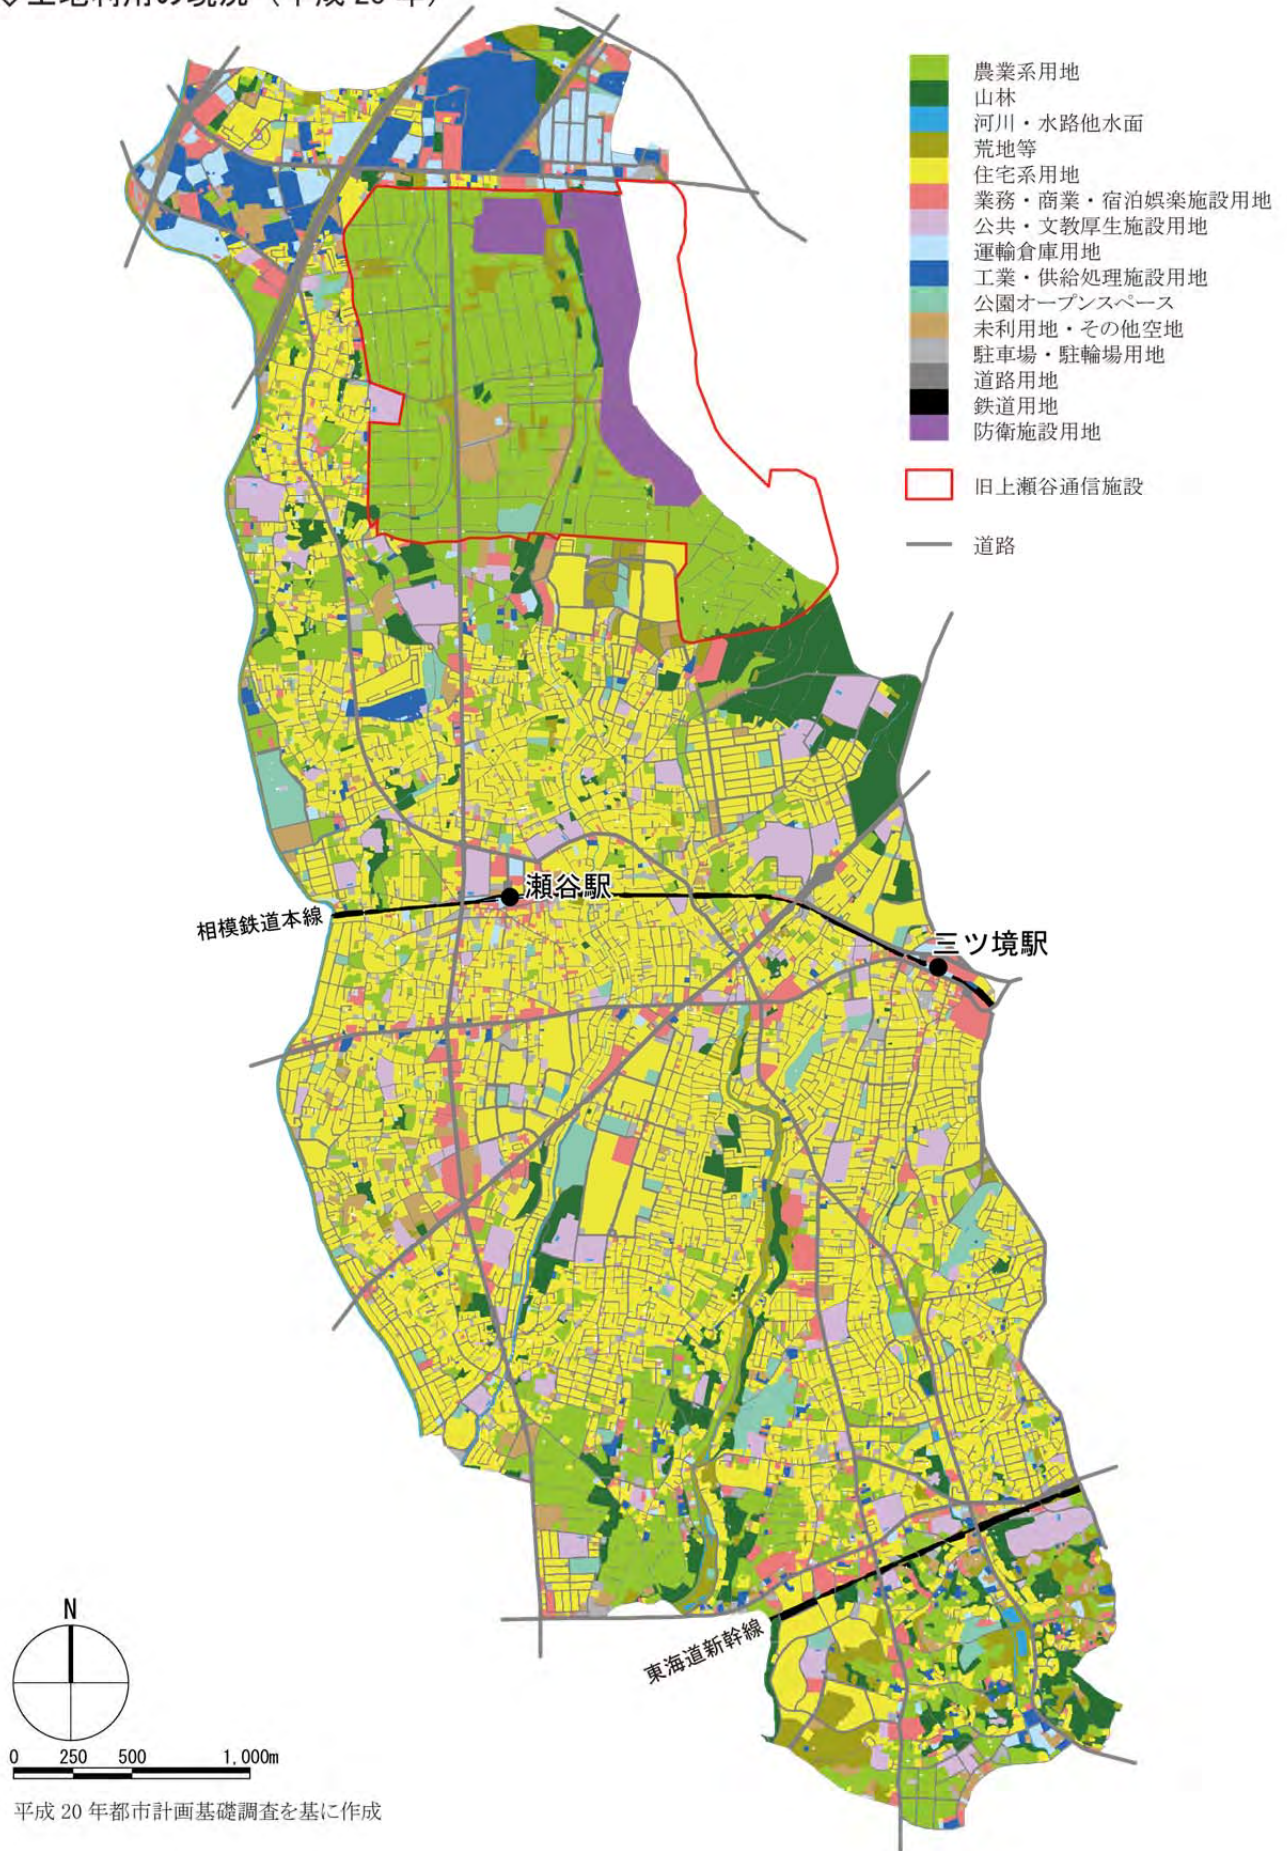 農業系用地
山林
河川・水路他水面
荒地等
住宅系用地
業務・商業・宿泊娯楽施設用地
公共・文教厚生施設用地
運輸倉庫用地
工業・供給処理施設用地
公園オープンスペース
未利用地・その他空地
駐車場・駐輪場用地
道路用地
鉄道用地
防衛施設用地
旧上瀬谷通信施設
道路
瀬谷駅
相模鉄道本線
三ツ境駅
東海道新幹線
N
0 250 500 1,000m
平成 20 年都市計画基礎調査を基に作成